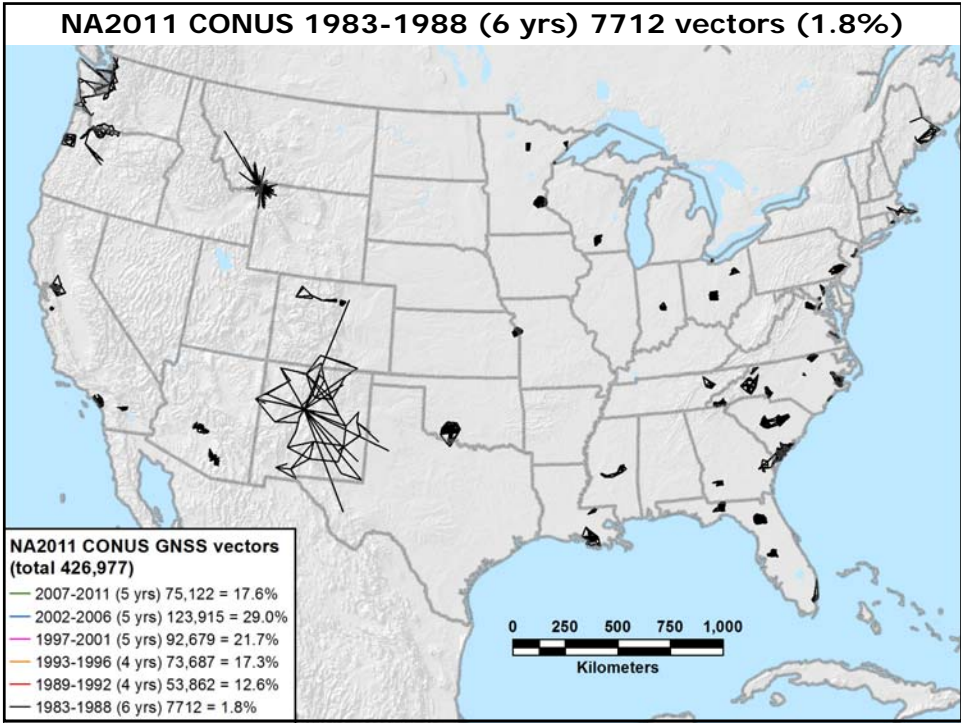 NA2011 CONUS 1983-1988 (6 yrs) 7712 vectors (1.8%)
NA2011 CONUS GNSS vectors
(total 426,977)
2007-2011 (5 yrs) 75,122 = 17.6%
2002-2006 (5 yrs) 123,915 = 29.0%
1997-2001 (5 yrs) 92,679 = 21.7%
1993-1996 (4 yrs) 73,687 = 17.3%
1989-1992 (4 yrs) 53,862 = 12.6%
1983-1988 (6 yrs) 7712 = 1.8%
0 250 500 750 1,000
Kilometers